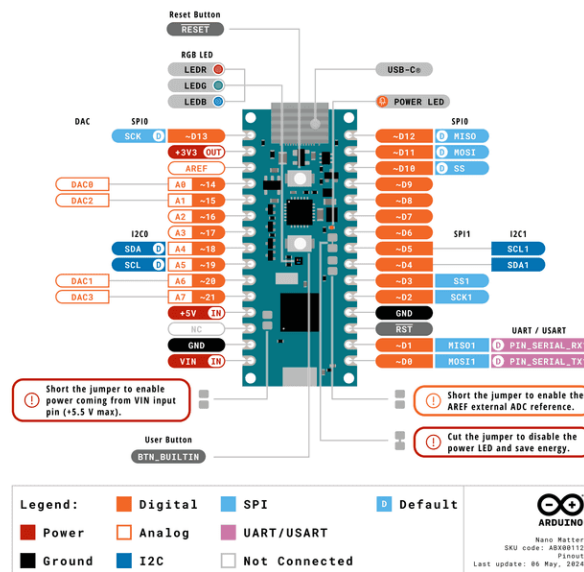 Reset Button
RESET
RGB LED
LEDR
LEDG
LEDB
USB-C®
POWER LED
DAC
SPI0
SPI0
SCK D ~D13
~D12 D MISO
+3V3 OUT
~D11 D MOSI
AREF
~D10 D SS
DAC0 A0 ~14
~D9
DAC2 A1 ~15
~D8
A2 ~16
~D7
A3 ~17
~D6
I2C0
SPI1
I2C1
SDA D A4 ~18
~D5 SCL1
SCL D A5 ~19
~D4 SDA1
DAC1 A6 ~20
~D3 SS1
DAC3 A7 ~21
~D2 SCK1
+5V IN
GND
NC
RST
UART / USART
GND
~D1 MISO1 D PIN_SERIAL_RX
VIN IN
~D0 MOSI1 D PIN_SERIAL_TX
Short the jumper to enable
power coming from VIN input
pin (+5.5 V max).
Short the jumper to enable the
AREF external ADC reference.
Cut the jumper to disable the
power LED and save energy.
User Button
BTN_BUILTIN
Legend:
Power
Ground
Digital
Analog
I2C
SPI
UART/USART
Not Connected
D Default
ARDUINO
Nano Matter
SKU code: ABX00112
Pinout
Last update: 06 May, 2024